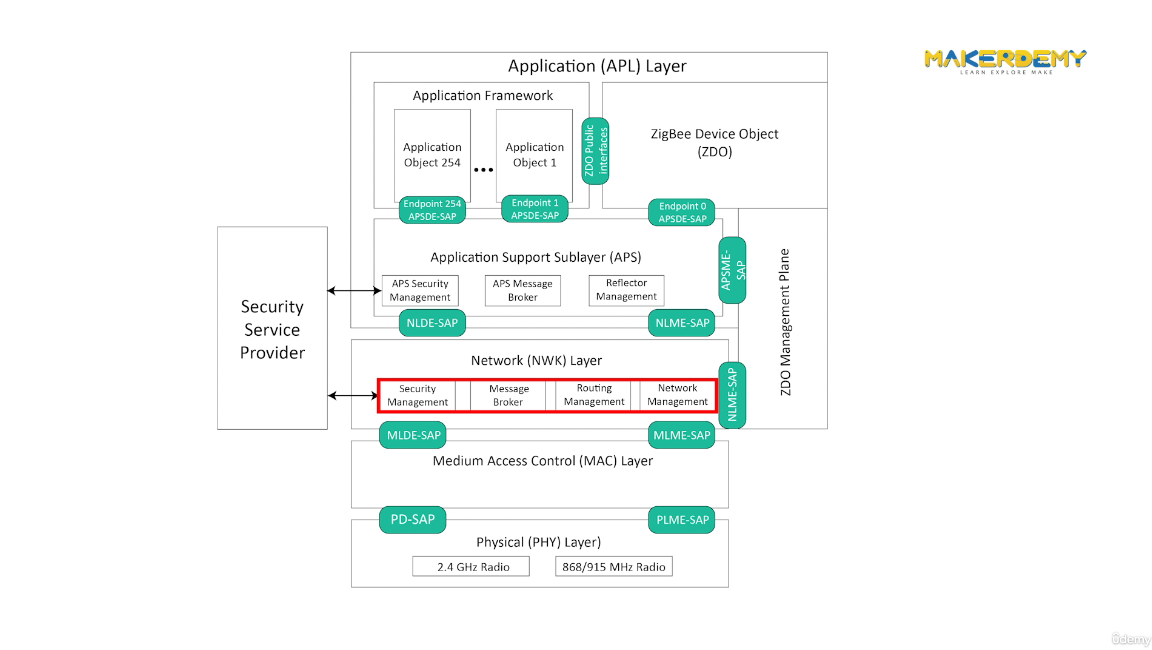 MAKERDEMY
LEARN EXPLORE MAKE
Application (APL) Layer
Application Framework
Application
Object 254
...
Application
Object 1
ZDO Public
interfaces
ZigBee Device Object
(ZDO)
Endpoint 254
APSDE-SAP
Endpoint 1
APSDE-SAP
Endpoint 0
APSDE-SAP
Application Support Sublayer (APS)
APS Security
Management
APS Message
Broker
Reflector
Management
APSME-
SAP
ZDO Management Plane
Security
Service
Provider
NLDE-SAP
NLME-SAP
Network (NWK) Layer
Security
Management
Message
Broker
Routing
Management
Network
Management
NLME-SAP
MLDE-SAP
MLME-SAP
Medium Access Control (MAC) Layer
PD-SAP
PLME-SAP
Physical (PHY) Layer)
2.4 GHz Radio
868/915 MHz Radio
ûdemy